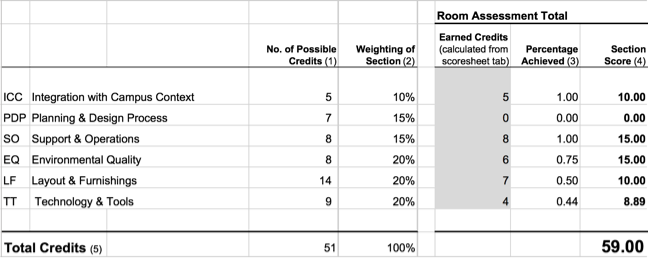 Room Assessment Total
No. of Possible Credits (1) Weighting of Section (2) Earned Credits (calculated from scoresheet tab) Percentage Achieved (3) Section Score (4)
ICC Integration with Campus Context 5 10% 5 1.00 10.00
PDP Planning & Design Process 7 15% 0 0.00 0.00
SO Support & Operations 8 15% 8 1.00 15.00
EQ Environmental Quality 8 20% 6 0.75 15.00
LF Layout & Furnishings 14 20% 7 0.50 10.00
TT Technology & Tools 9 20% 4 0.44 8.89
Total Credits (5) 51 100% 59.00